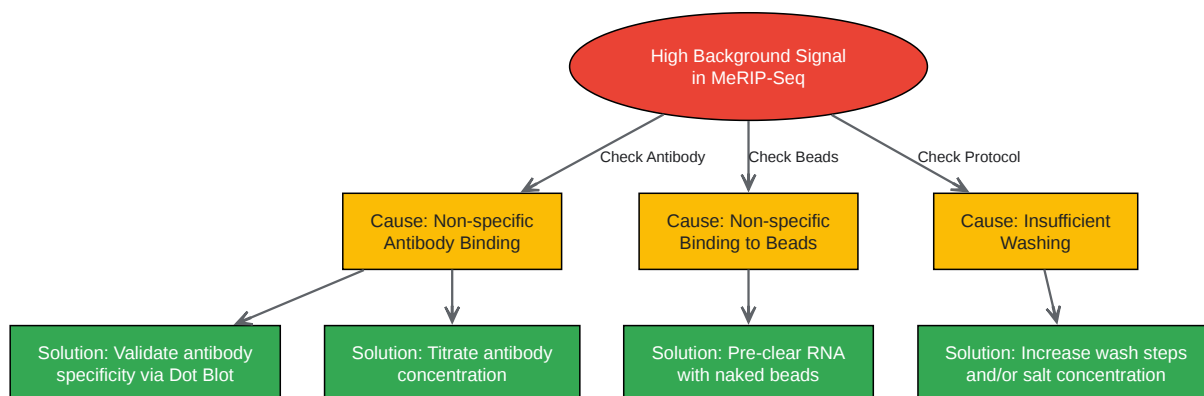 High Background Signal
in MeRIP-Seq
Check Antibody
Check Beads
Check Protocol
Cause: Non-specific
Antibody Binding
Cause: Non-specific
Binding to Beads
Cause: Insufficient
Washing
Solution: Validate antibody
specificity via Dot Blot
Solution: Titrate antibody
concentration
Solution: Pre-clear RNA
with naked beads
Solution: Increase wash steps
and/or salt concentration